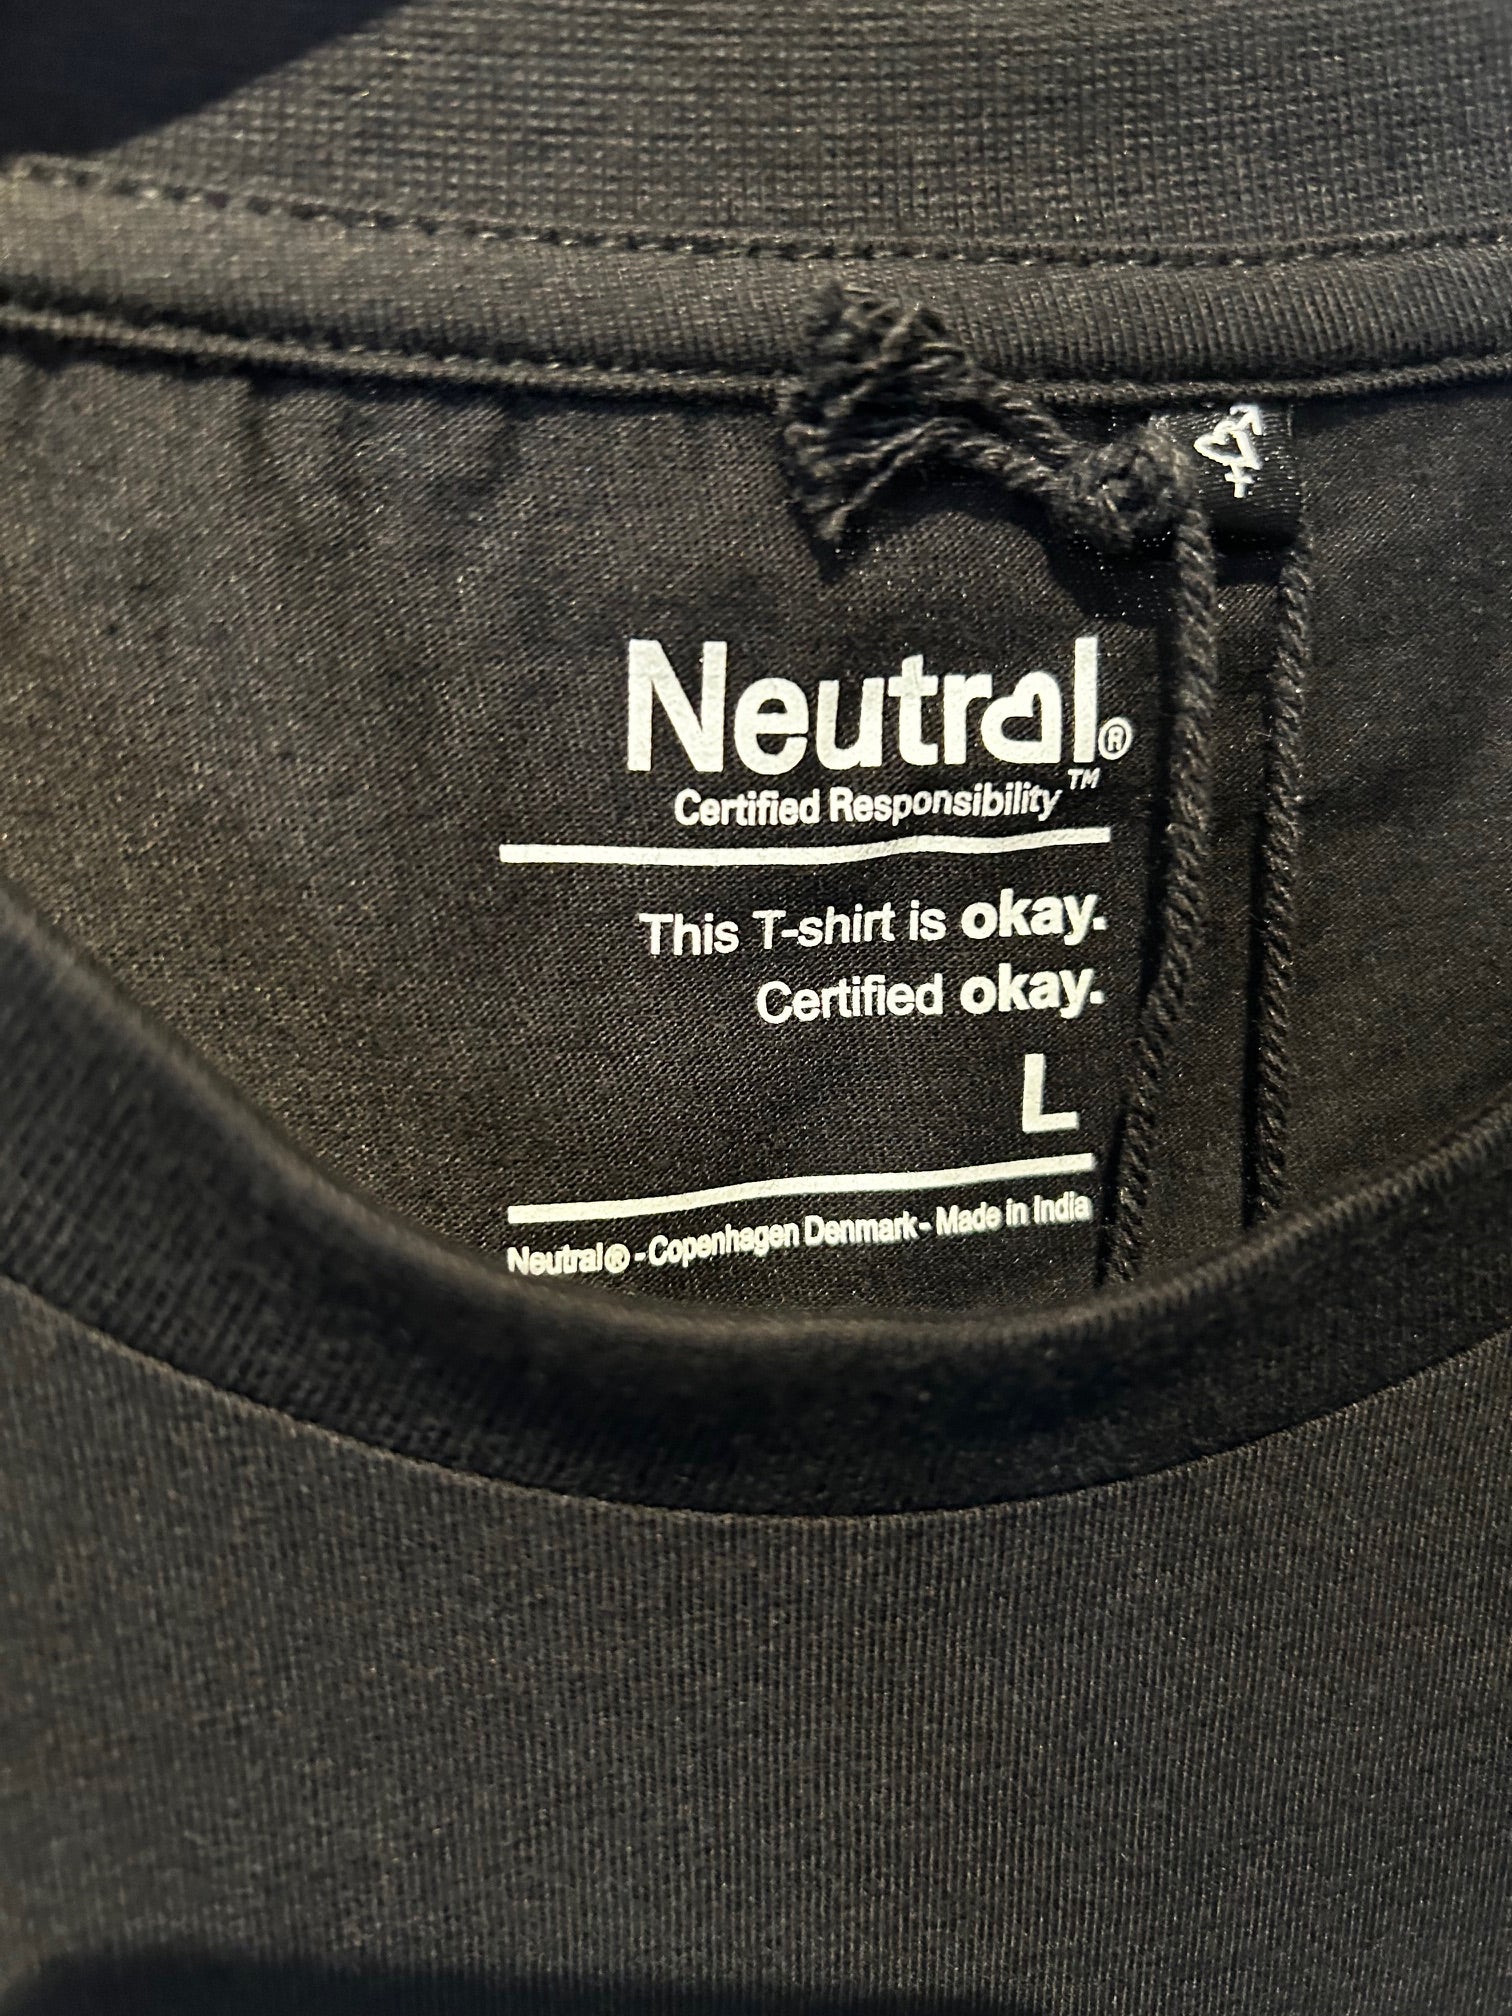 Neutral®
Certified Responsibility™
This T-shirt is okay.
Certified okay.
L
Neutral® - Copenhagen Denmark - Made in India